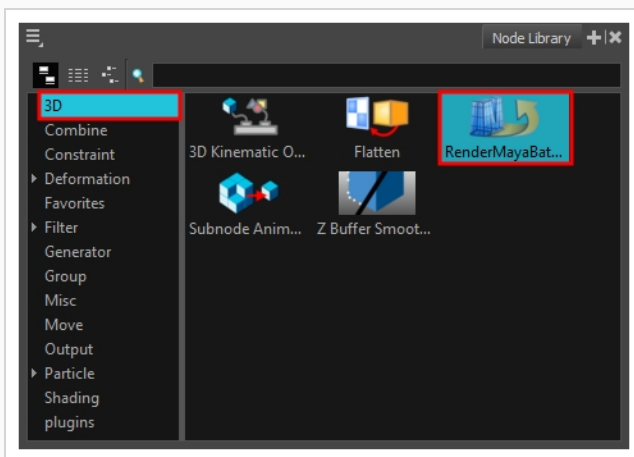 Node Library
3D
Combine
Constraint
Deformation
Favorites
Filter
Generator
Group
Misc
Move
Output
Particle
Shading
plugins
3D Kinematic O...
Flatten
RenderMayaBat...
Subnode Anim...
Z Buffer Smoot...